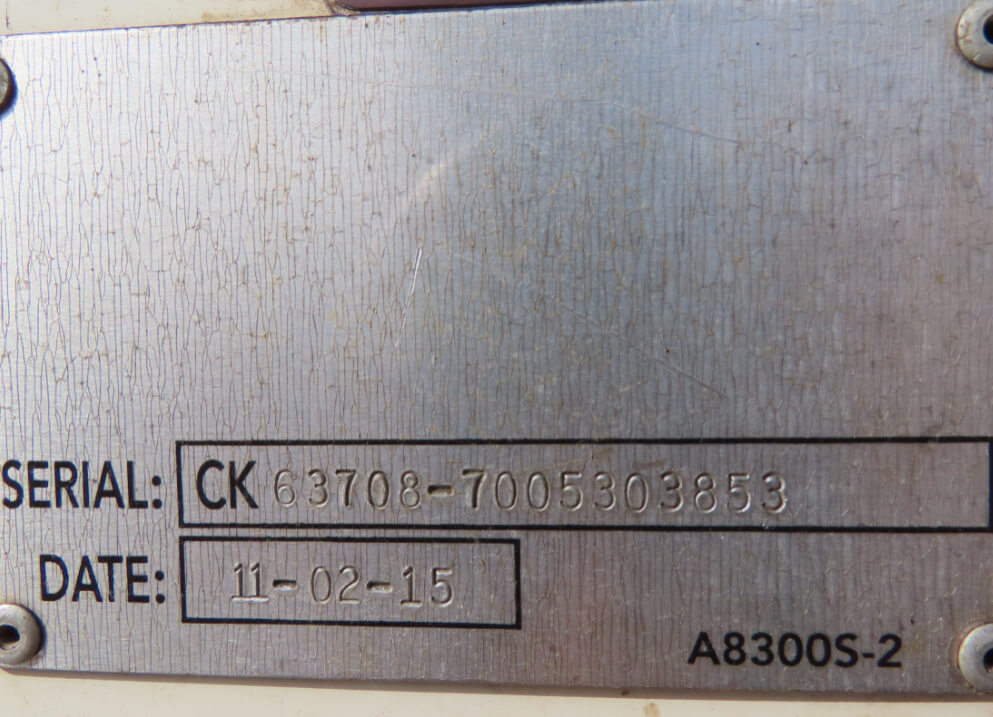 SERIAL: CK 63708-7005303853
DATE: 11-02-15
A8300S-2